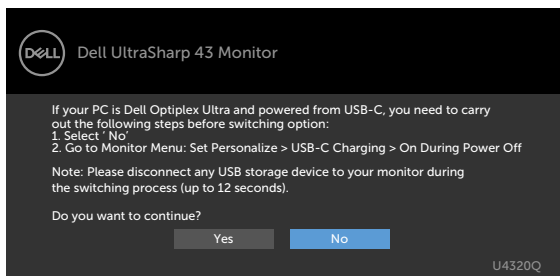 DELL
Dell UltraSharp 43 Monitor
If your PC is Dell Optiplex Ultra and powered from USB-C, you need to carry
out the following steps before switching option:
1. Select ' No'
2. Go to Monitor Menu: Set Personalize > USB-C Charging > On During Power Off
Note: Please disconnect any USB storage device to your monitor during
the switching process (up to 12 seconds).
Do you want to continue?
Yes No
U4320Q